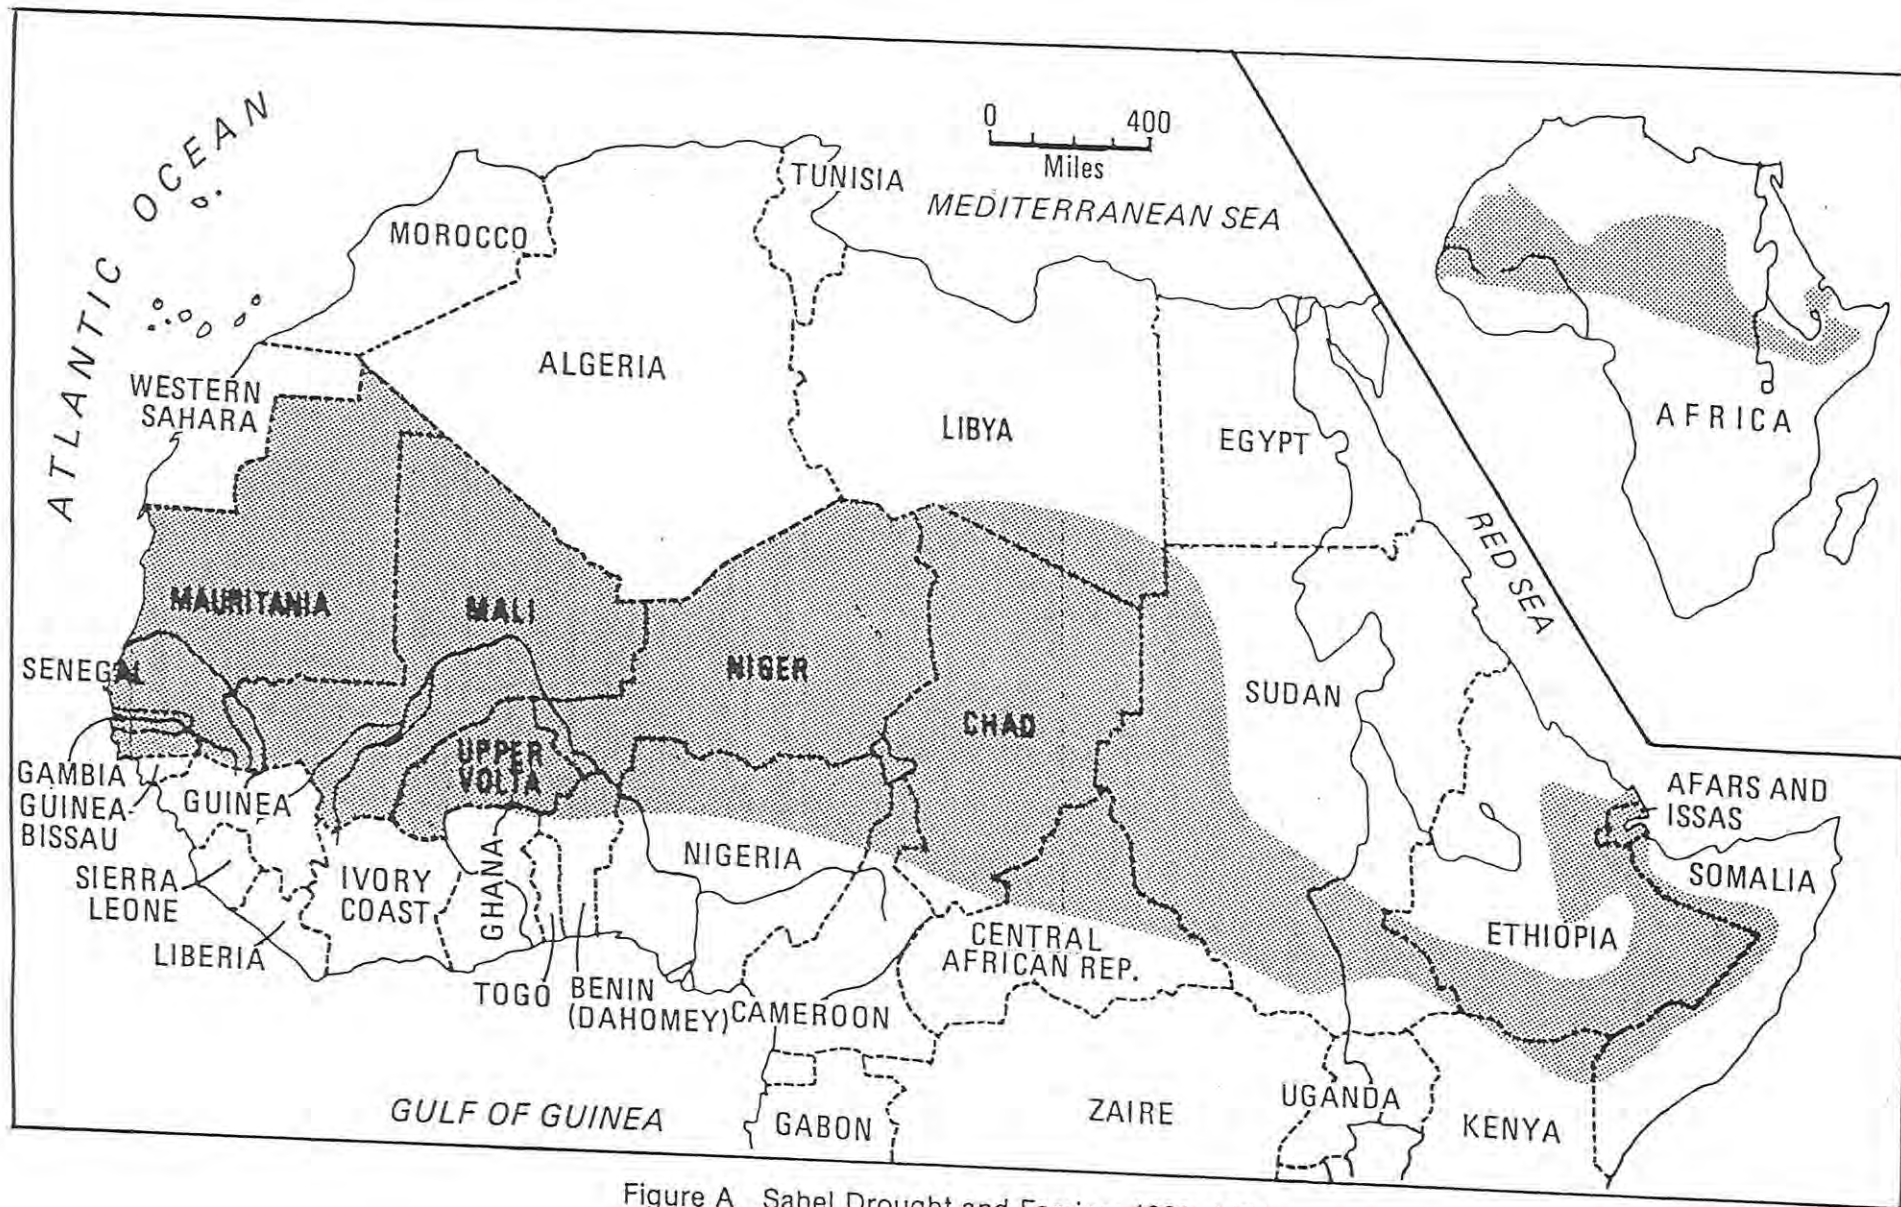 ATLANTIC OCEAN
0 400
Miles
MEDITERRANEAN SEA
TUNISIA
MOROCCO
ALGERIA
WESTERN
SAHARA
LIBYA
EGYPT
RED SEA
AFRICA
MAURITANIA
MALI
NIGER
CHAD
SUDAN
SENEGAL
UPPER
VOLTA
GAMBIA
GUINEA-
BISSAU
GUINEA
SIERRA
LEONE
LIBERIA
IVORY
COAST
GHANA
TOGO
BENIN
(DAHOMEY)
NIGERIA
CAMEROON
CENTRAL
AFRICAN REP.
ETHIOPIA
AFARS AND
ISSAS
SOMALIA
GULF OF GUINEA
GABON
ZAIRE
UGANDA
KENYA
Figure A Sahel Drought and